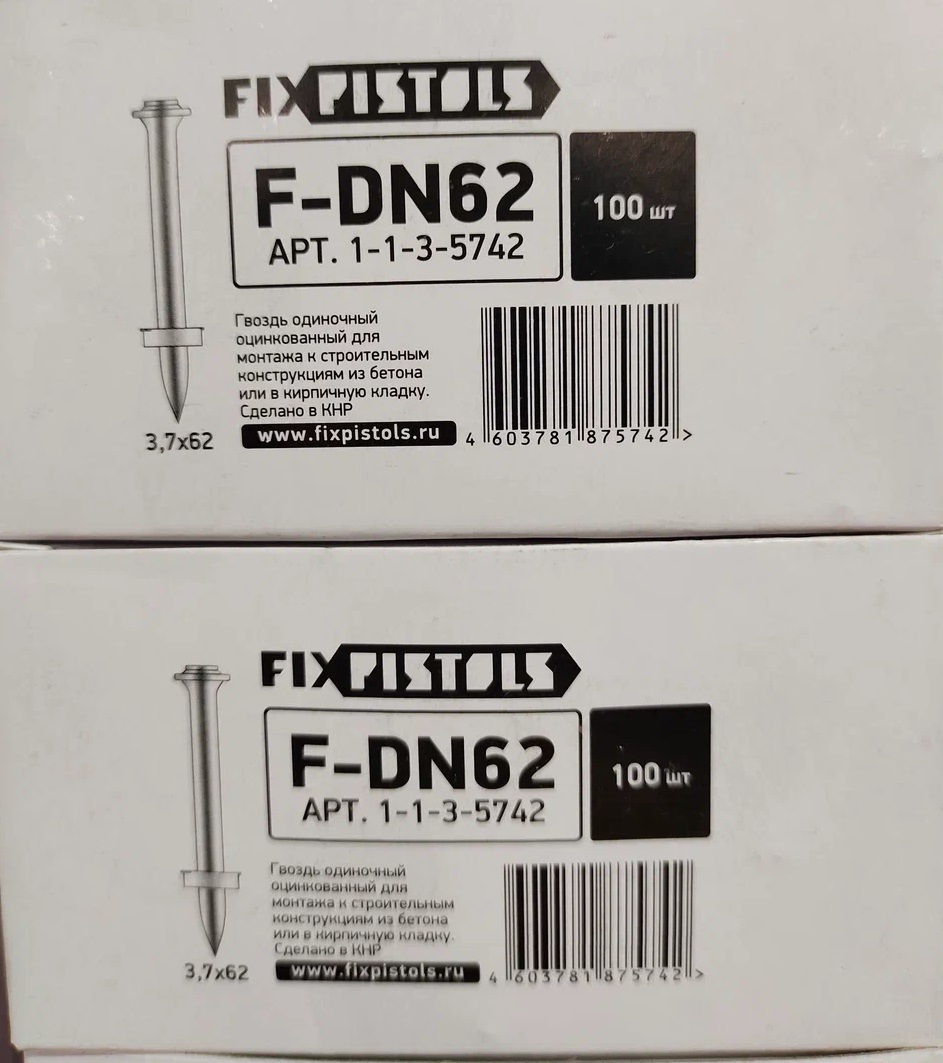 FIXPISTOLS
F-DN62
АРТ. 1-1-3-5742
100 шт
Гвоздь одиночный
оцинкованный для
монтажа к строительным
конструкциям из бетона
или в кирпичную кладку.
Сделано в КНР
www.fixpistols.ru
3,7x62
4 603781 875742 >
FIXPISTOLS
F-DN62
АРТ. 1-1-3-5742
100 шт
Гвоздь одиночный
оцинкованный для
монтажа к строительным
конструкциям из бетона
или в кирпичную кладку.
Сделано в КНР
www.fixpistols.ru
3,7x62
4 603781 875742 >